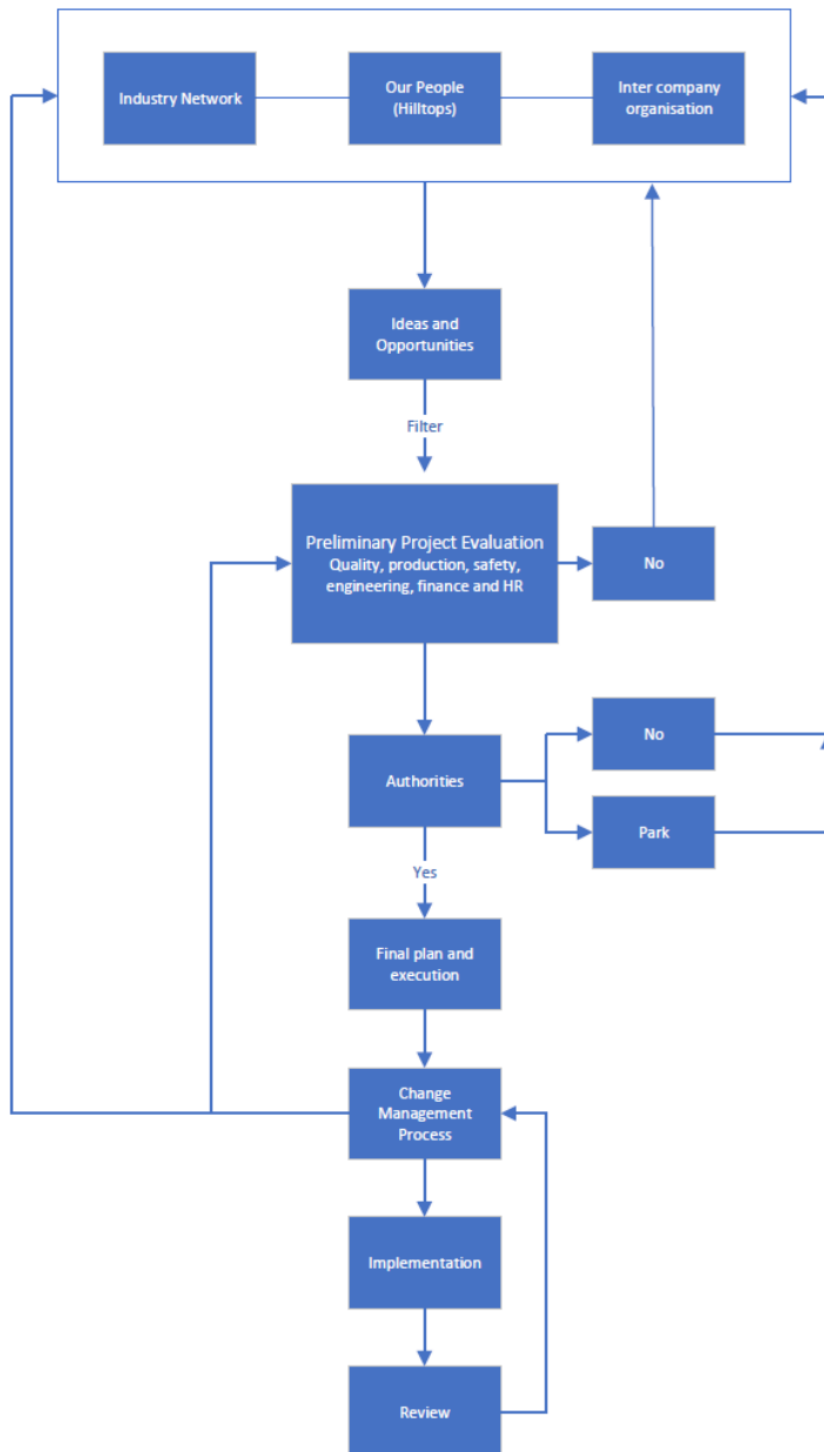 Industry Network
Our People
(Hilltops)
Inter company
organisation
Ideas and
Opportunities
Filter
Preliminary Project Evaluation
Quality, production, safety,
engineering, finance and HR
No
Authorities
No
Park
Yes
Final plan and
execution
Change
Management
Process
Implementation
Review